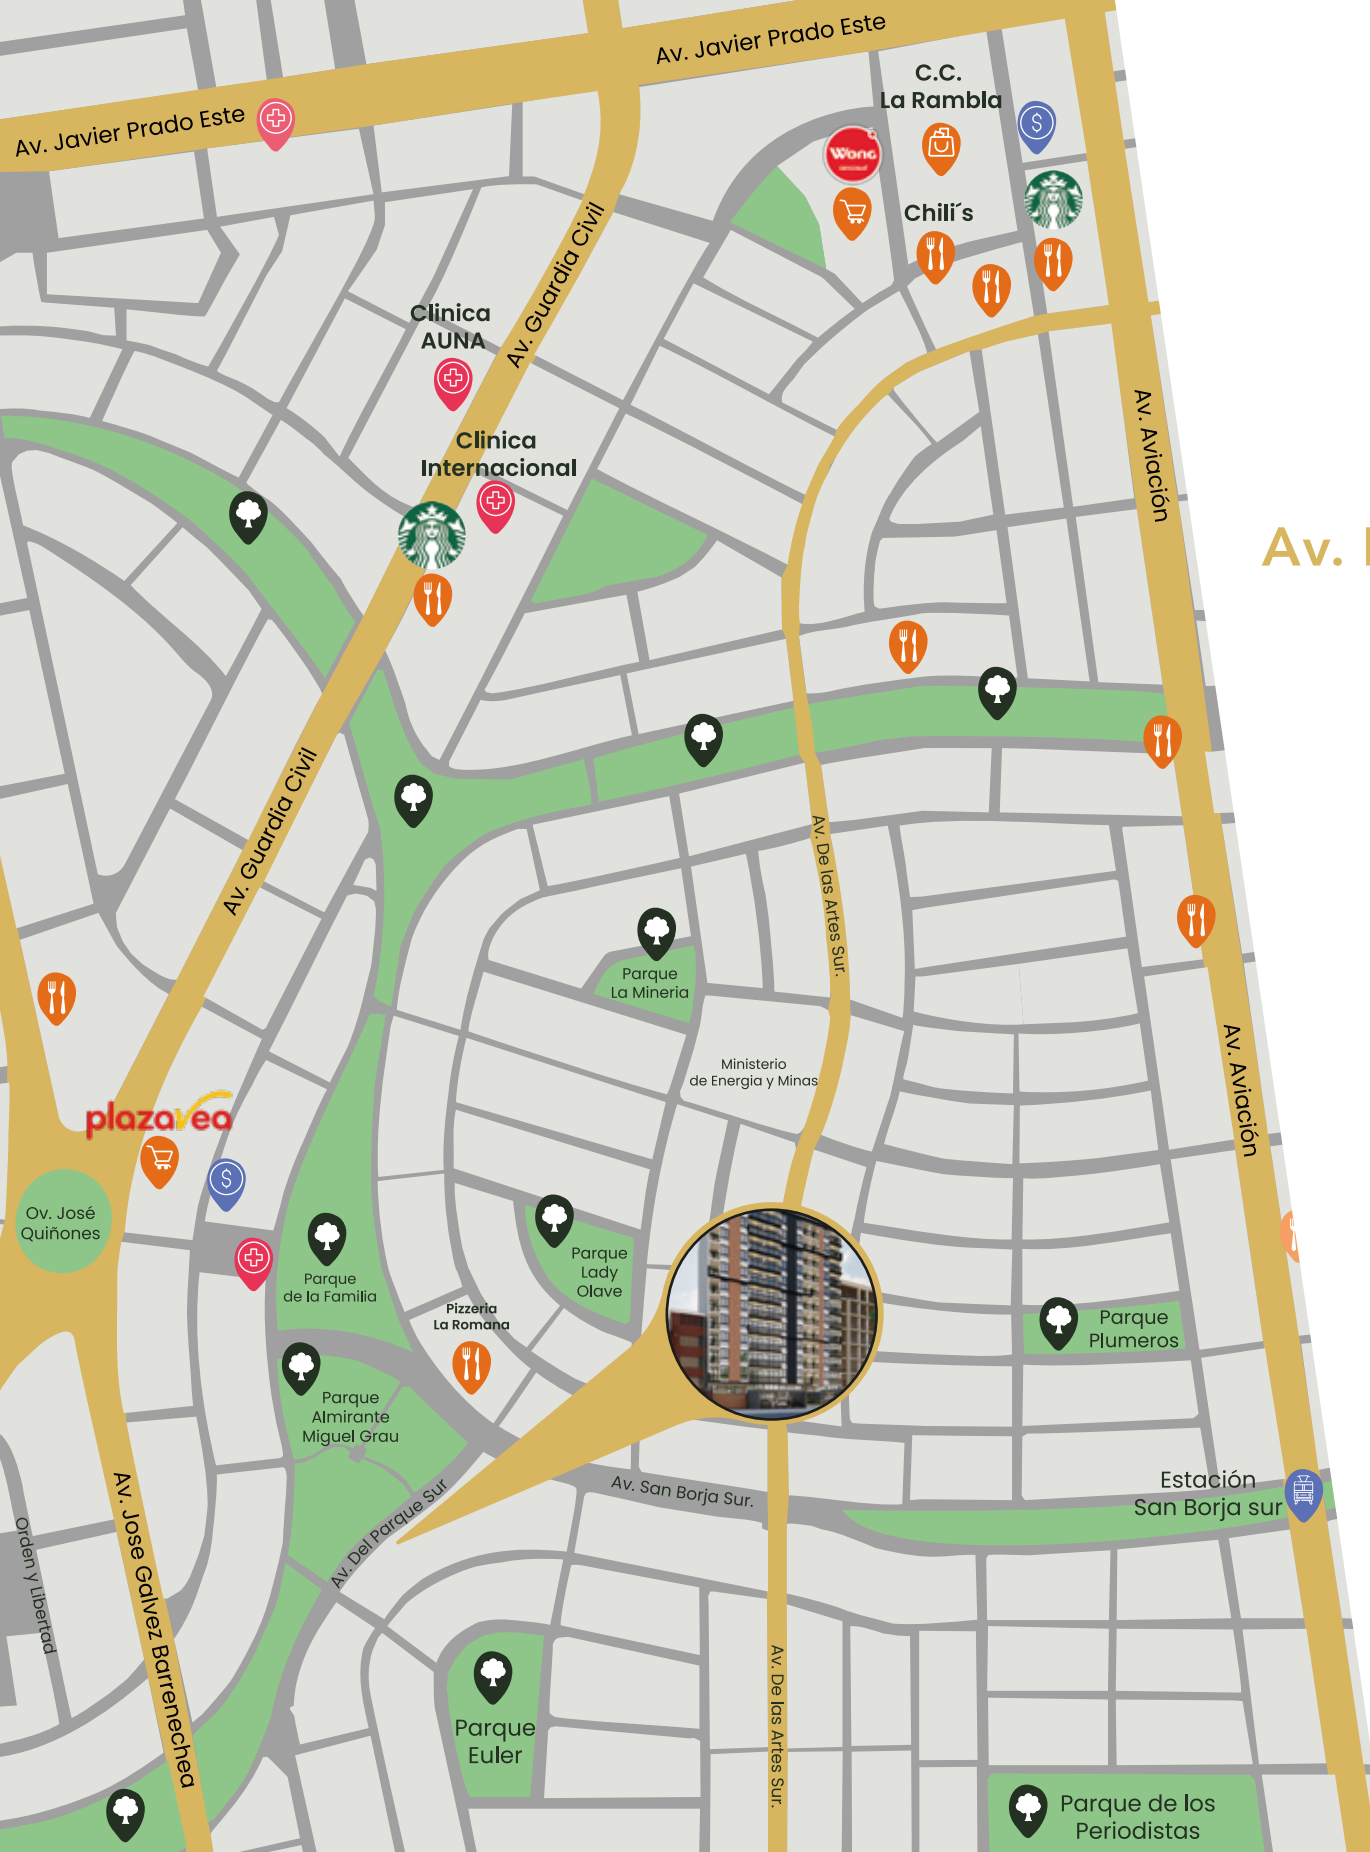 Av. Javier Prado Este
Av. Javier Prado Este
C.C.
La Rambla
$
Wong
cencosud
Chili´s
Av. Guardia Civil
Clinica
AUNA
Clinica
Internacional
Av. Aviación
Av.
Av. Guardia Civil
Av. De las Artes Sur.
Parque
La Mineria
Ministerio
de Energia y Minas
Av. Aviación
plazavea
$
Ov. José
Quiñones
Parque
Lady
Olave
Parque
de la Familia
Pizzeria
La Romana
Parque
Plumeros
Parque
Almirante
Miguel Grau
Estación
San Borja sur
Av. San Borja Sur.
Av. Del Parque Sur
Av. Jose Galvez Barrenechea
Orden y Libertad
Av. De las Artes Sur.
Parque
Euler
Parque de los
Periodistas